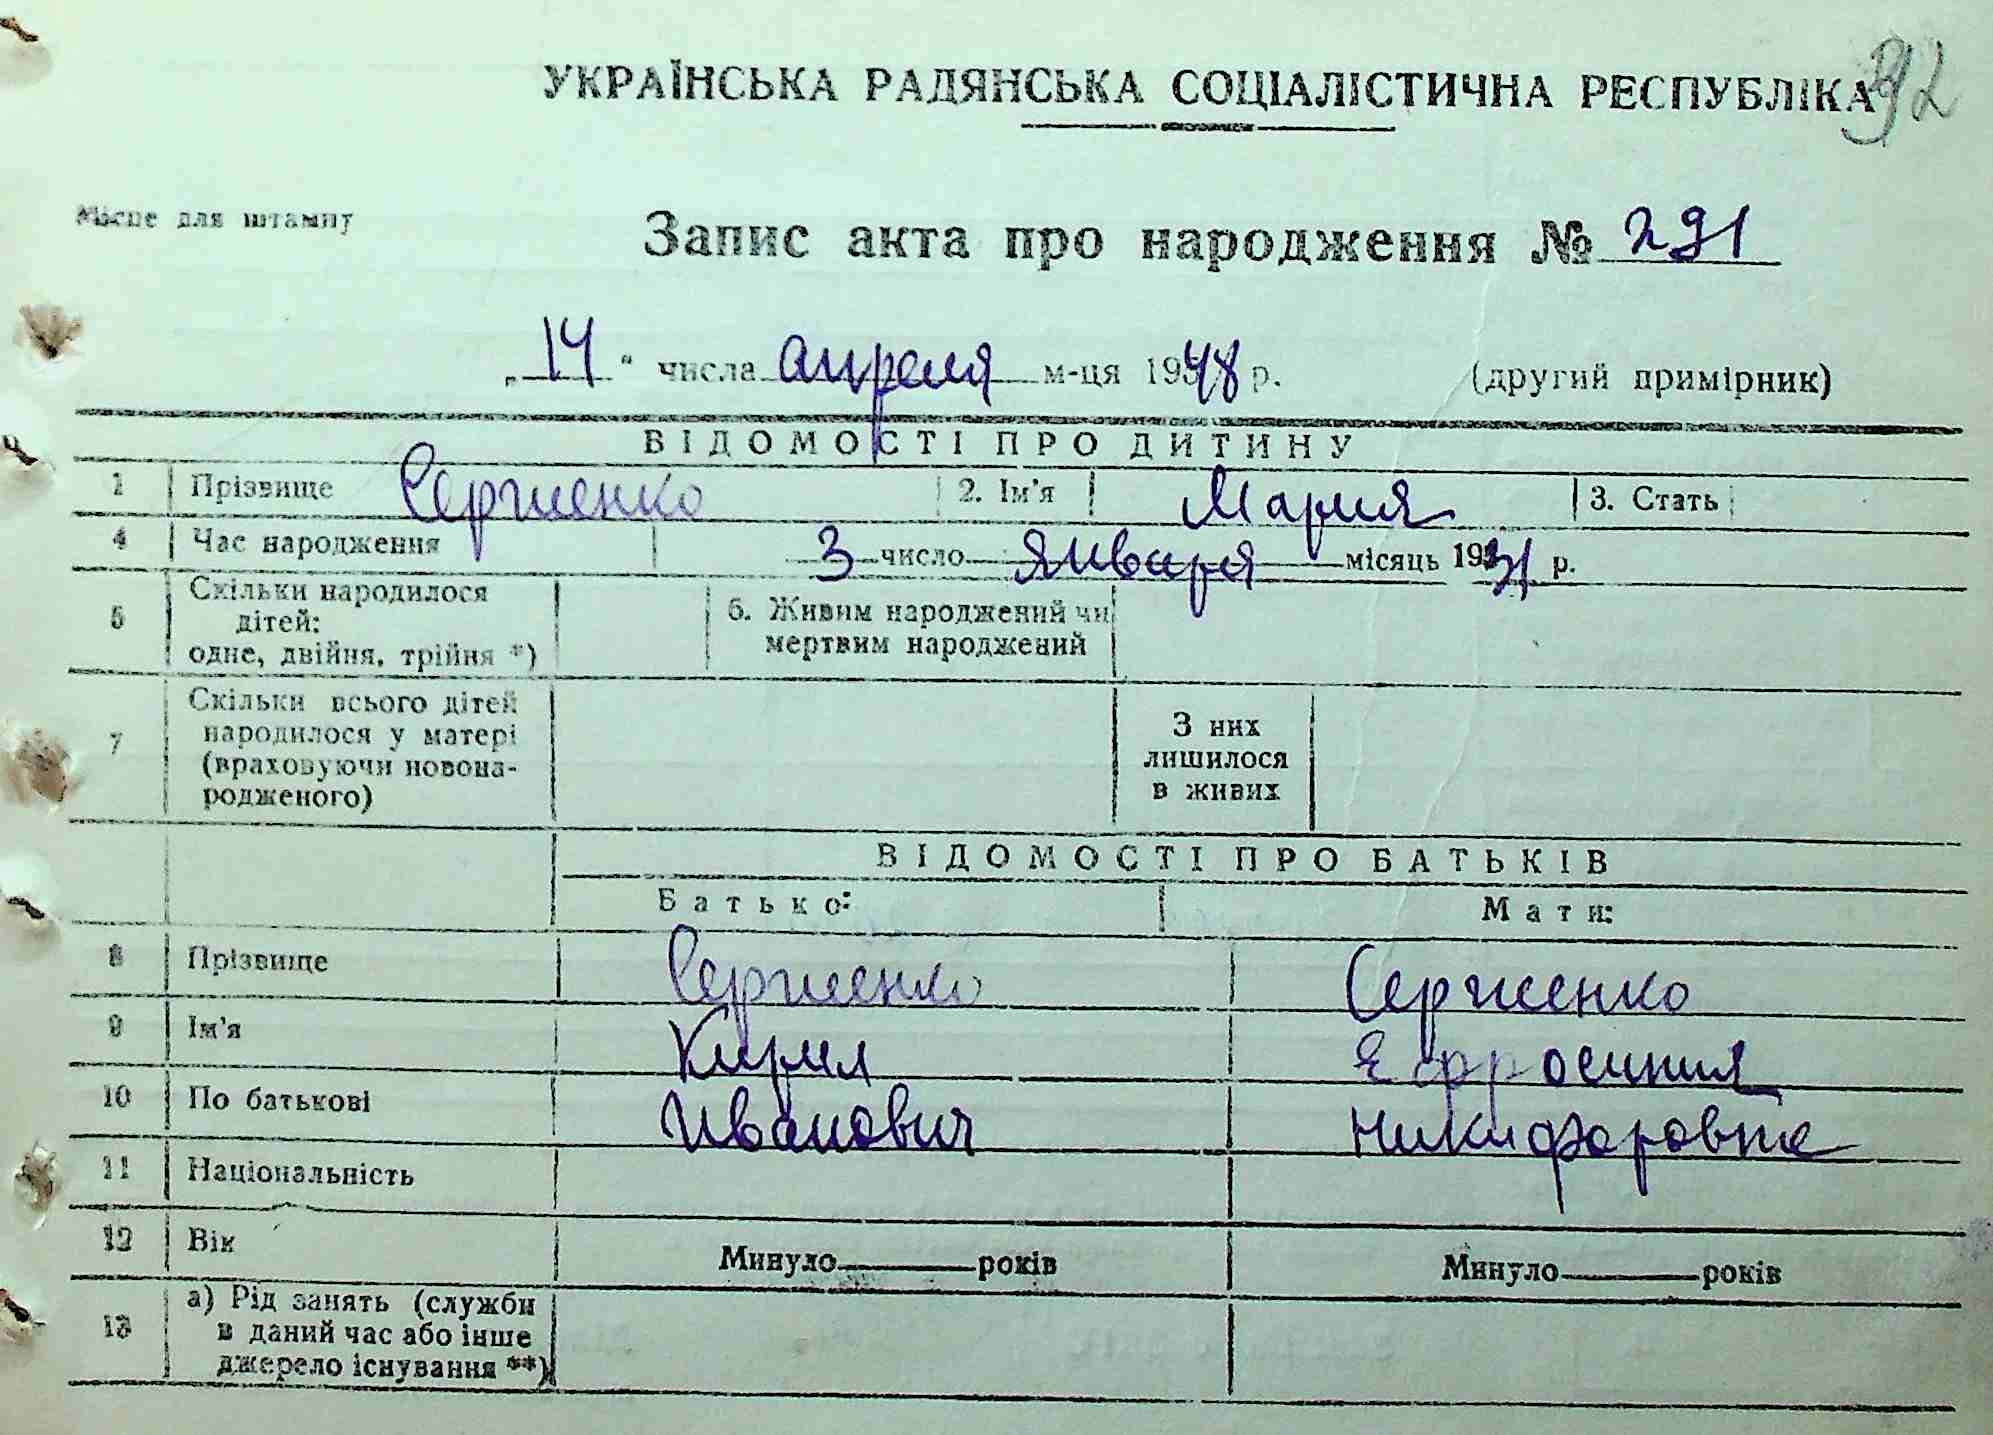 392
УКРАЇНСЬКА РАДЯНСЬКА СОЦІАЛІСТИЧНА РЕСПУБЛІКА
Місце для штампу
Запис акта про народження № 291
„14“ числа апреля м-ця 1948 р. (другий примірник)
ВІДОМОСТІ ПРО ДИТИНУ
1 Прізвище Сергиенко 2. Ім’я Мария 3. Стать
4 Час народження 3 число января місяць 1931 р.
5 Скільки народилося дітей: одне, двійня, трійня *) 6. Живим народжений чи мертвим народжений
7 Скільки всього дітей народилося у матері (враховуючи новона-родженого) З них лишилося в живих
ВІДОМОСТІ ПРО БАТЬКІВ
Батько: Мати:
8 Прізвище Сергиенко Сергиенко
9 Ім’я Кирил Ефросиния
10 По батькові Иванович Никифоровна
11 Національність
12 Вік Минуло років Минуло років
13 а) Рід занять (служби в даний час або інше джерело існування **)